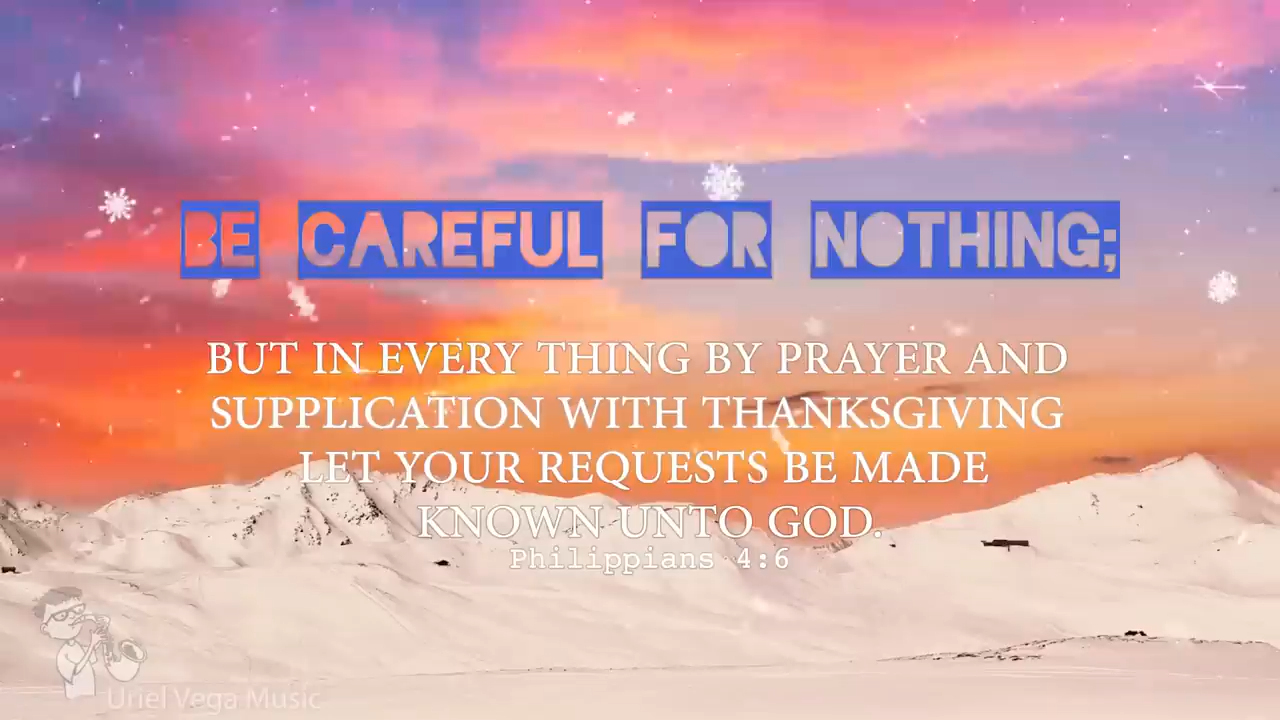 BE CAREFUL FOR NOTHING;
BUT IN EVERY THING BY PRAYER AND
SUPPLICATION WITH THANKSGIVING
LET YOUR REQUESTS BE MADE
KNOWN UNTO GOD.
Philippians 4:6
Uriel Vega Music